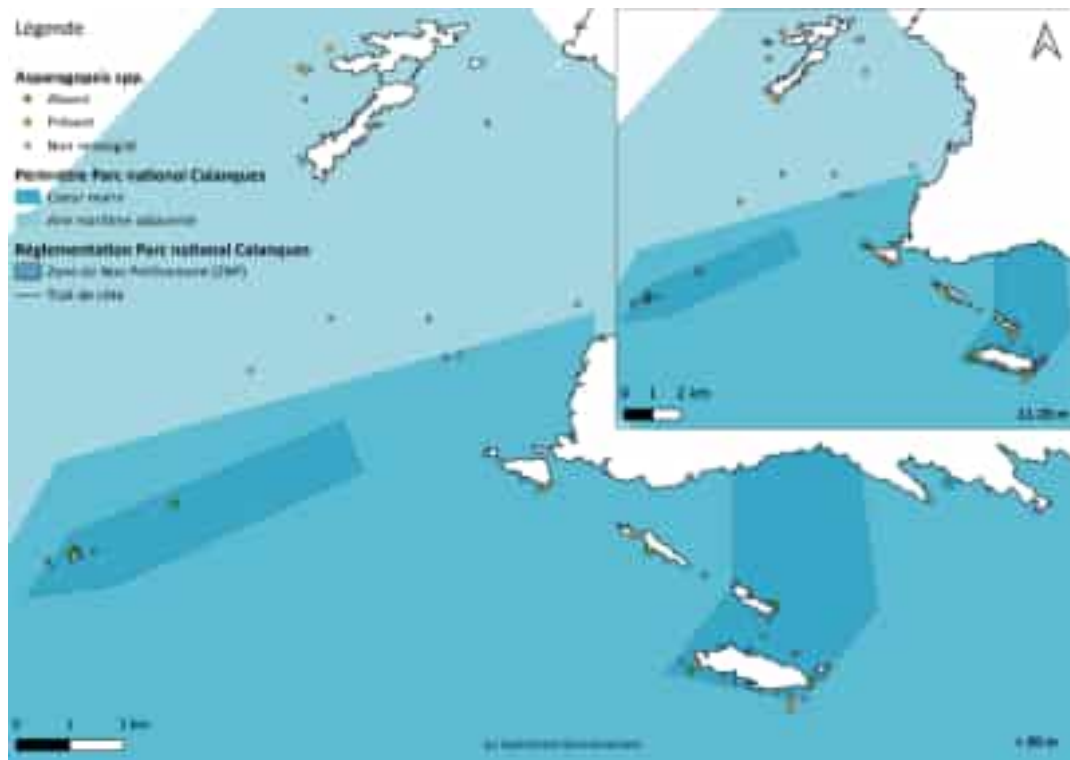 Légende
Asparagopsis spp.
Absent
Présent
Non renseigné
Périmètre Parc national Calanques
Cœur marin
Aire maritime adjacente
Réglementation Parc national Calanques
Zone de Non Prélèvement (ZNP)
Trait de côte
0 1 2 km
0 1 2 km